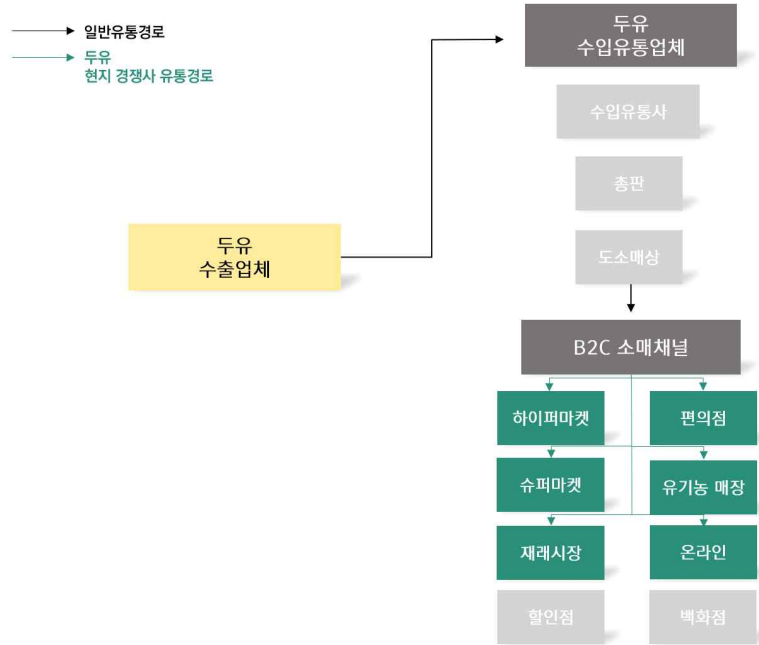 일반유통경로
두유
현지 경쟁사 유통경로
두유
수입유통업체
수입유통사
총판
두유
수출업체
도소매상
B2C 소매채널
하이퍼마켓
편의점
슈퍼마켓
유기농 매장
재래시장
온라인
할인점
백화점